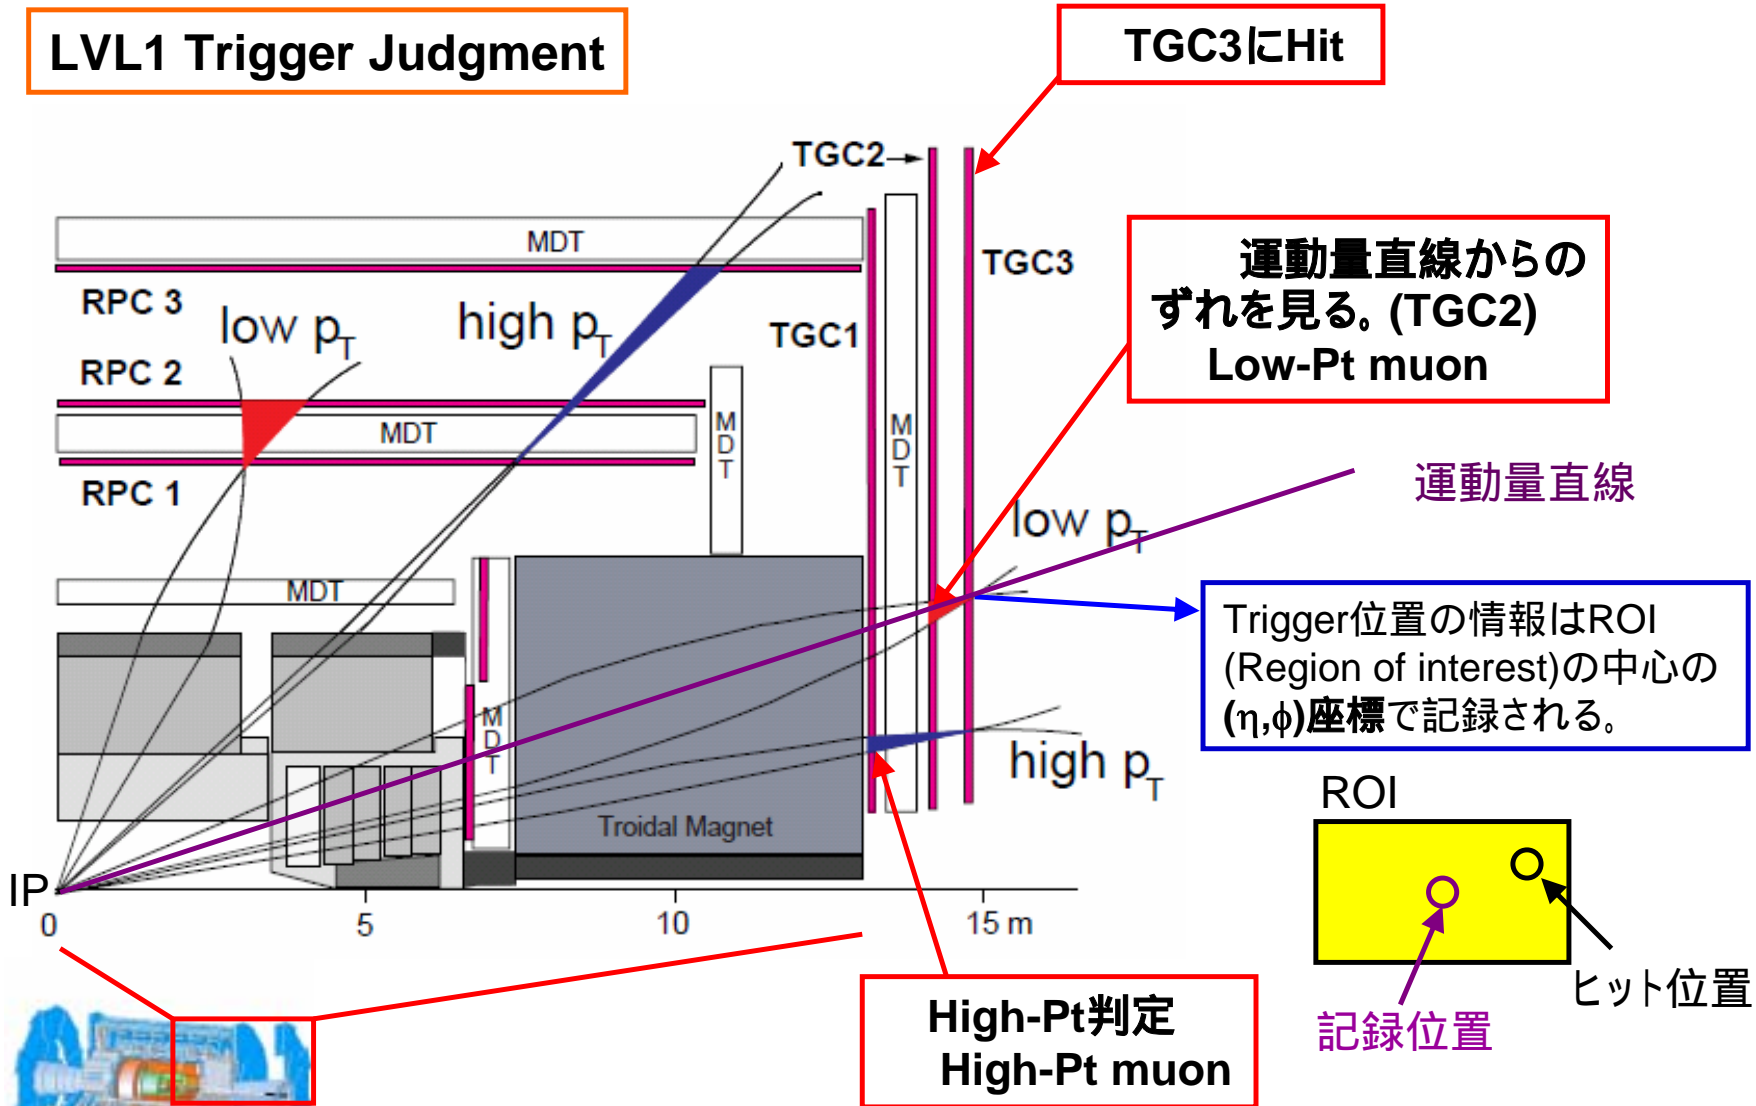 LVL1 Trigger Judgment
TGC3にHit
TGC2
MDT
TGC3
運動量直線からの
ずれを見る。(TGC2)
Low-Pt muon
RPC 3
low pT
high pT
TGC1
RPC 2
MDT
MDT
MDT
RPC 1
運動量直線
low pT
MDT
Trigger位置の情報はROI
(Region of interest)の中心の
(η,φ)座標で記録される。
MDT
high pT
ROI
Troidal Magnet
IP
0
5
10
15 m
ヒット位置
記録位置
High-Pt判定
High-Pt muon